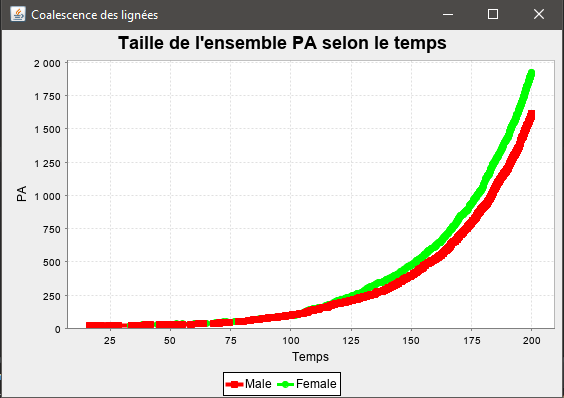 Coalescence des lignées
Taille de l'ensemble PA selon le temps
2 000
1 750
1 500
1 250
1 000
750
500
250
0
PA
25 50 75 100 125 150 175 200
Temps
Male Female